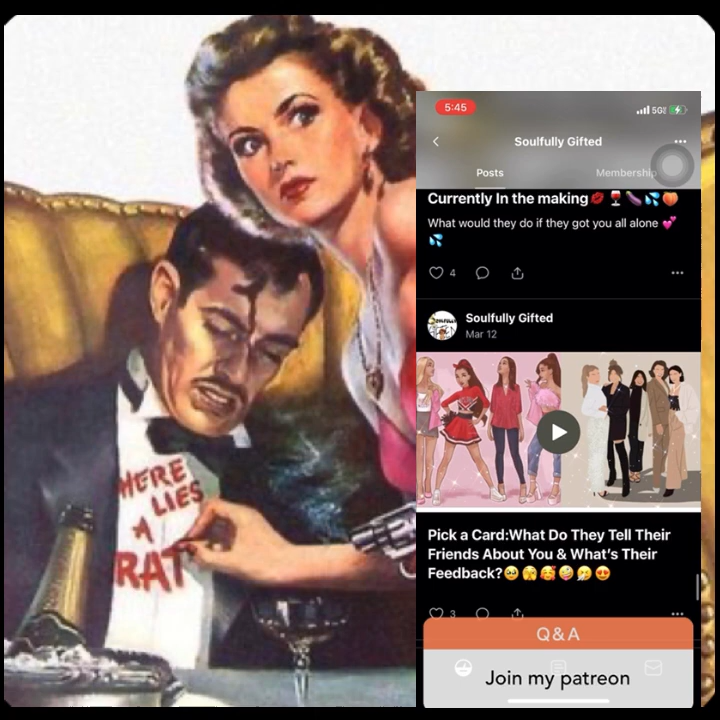 HERE
LIES
A
RAT
5:45
5G
Soulfully Gifted
Posts
Membership
Currently In the making💋🍷🍆💦🍑
What would they do if they got you all alone 💕
💦
4
Soulfully Gifted
Mar 12
Pick a Card:What Do They Tell Their
Friends About You & What's Their
Feedback?🥹🫣🥰🤪🥲😍
3
Q&A
Join my patreon